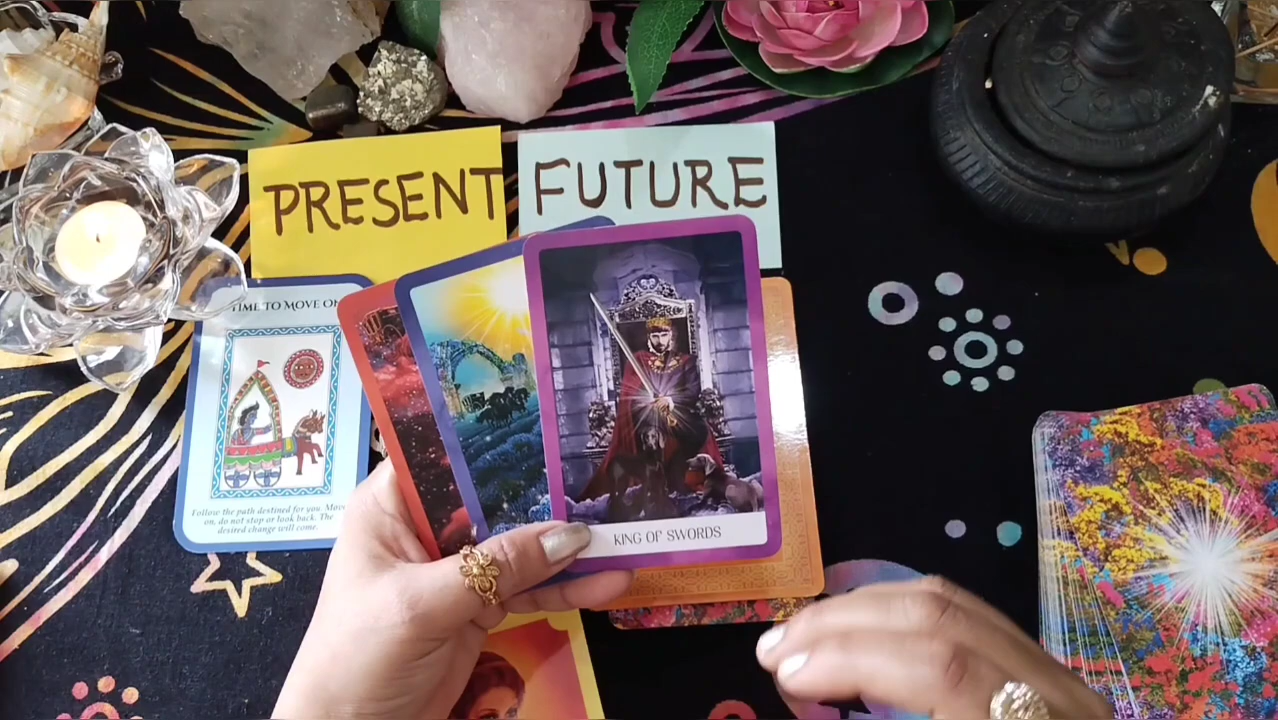 PRESENT
FUTURE
TIME TO MOVE ON
Follow the path destined for you. Move
on, do not stop or look back. The
desired change will come.
KING OF SWORDS